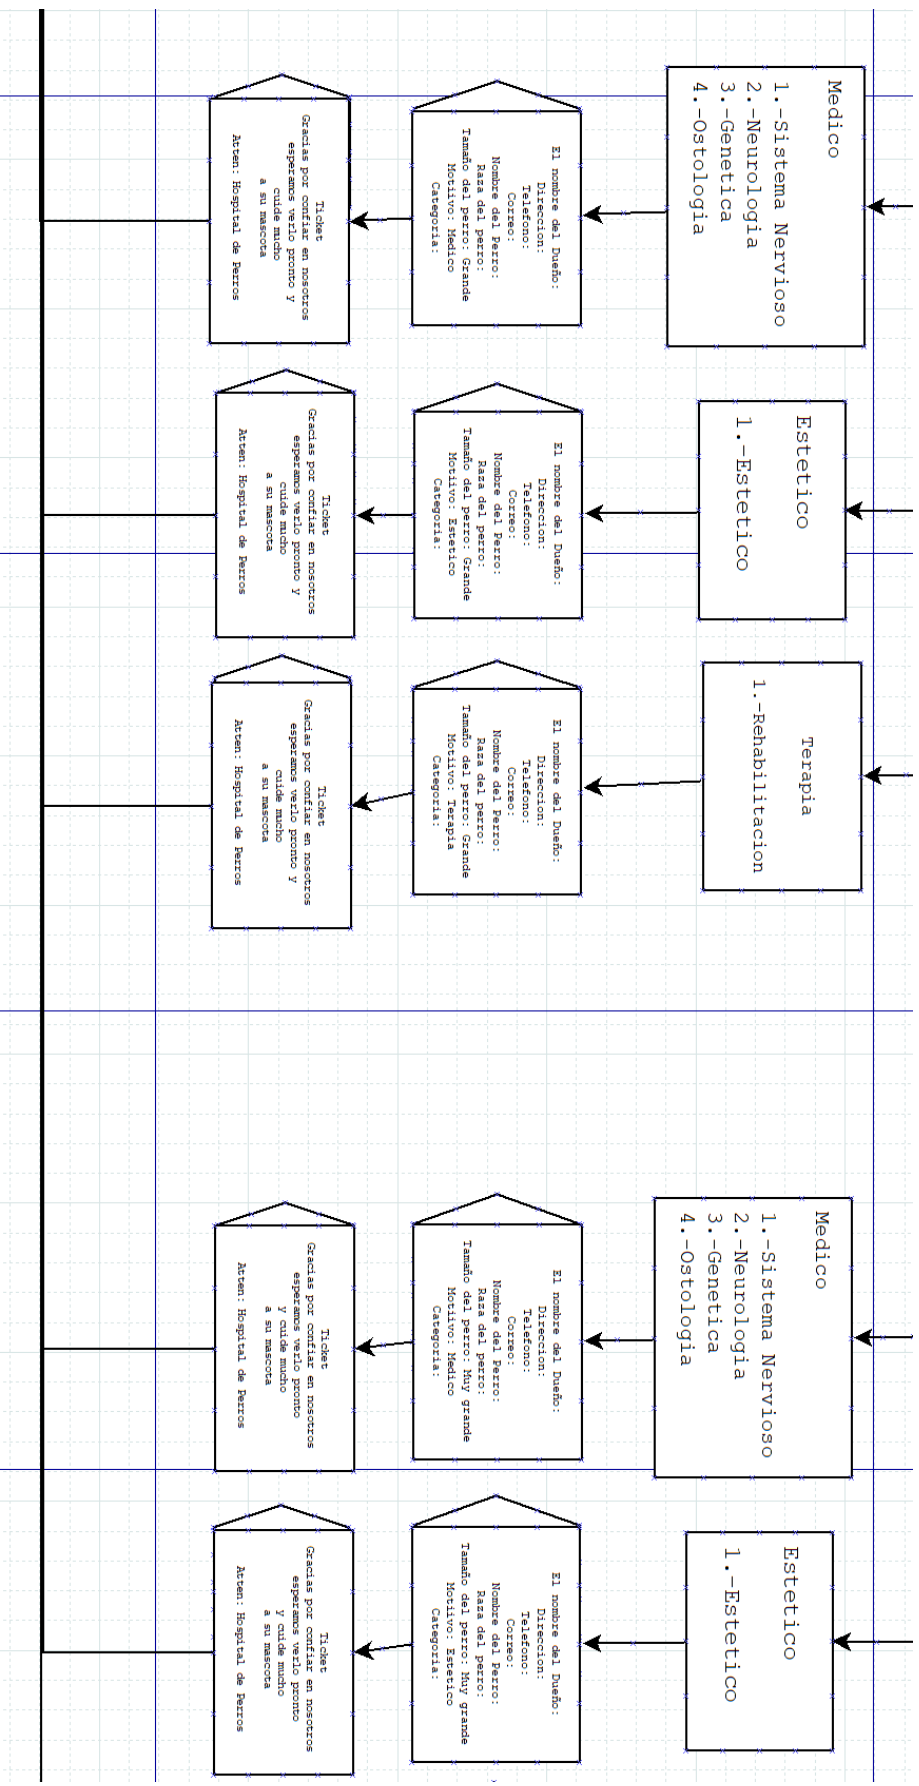 Medico
1.-Sistema Nervioso
2.-Neurologia
3.-Genetica
4.-Ostologia
El nombre del Dueño:
Direccion:
Telefono:
Correo:
Nombre del Perro:
Raza del perro:
Tamaño del perro: Grande
Motiivo: Medico
Categoria:
Ticket
Gracias por confiar en nosotros
esperamos verlo pronto y
cuide mucho
a su mascota
Atten: Hospital de Perros
Estetico
1.-Estetico
El nombre del Dueño:
Direccion:
Telefono:
Correo:
Nombre del Perro:
Raza del perro:
Tamaño del perro: Grande
Motiivo: Estetico
Categoria:
Ticket
Gracias por confiar en nosotros
esperamos verlo pronto y
cuide mucho
a su mascota
Atten: Hospital de Perros
Terapia
1.-Rehabilitacion
El nombre del Dueño:
Direccion:
Telefono:
Correo:
Nombre del Perro:
Raza del perro:
Tamaño del perro: Grande
Motiivo: Terapia
Categoria:
Ticket
Gracias por confiar en nosotros
esperamos verlo pronto y
cuide mucho
a su mascota
Atten: Hospital de Perros
Medico
1.-Sistema Nervioso
2.-Neurologia
3.-Genetica
4.-Ostologia
El nombre del Dueño:
Direccion:
Telefono:
Correo:
Nombre del Perro:
Raza del perro:
Tamaño del perro: Muy grande
Motiivo: Medico
Categoria:
Ticket
Gracias por confiar en nosotros
esperamos verlo pronto
y cuide mucho
a su mascota
Atten: Hospital de Perros
Estetico
1.-Estetico
El nombre del Dueño:
Direccion:
Telefono:
Correo:
Nombre del Perro:
Raza del perro:
Tamaño del perro: Muy grande
Motiivo: Estetico
Categoria:
Ticket
Gracias por confiar en nosotros
esperamos verlo pronto
y cuide mucho
a su mascota
Atten: Hospital de Perros